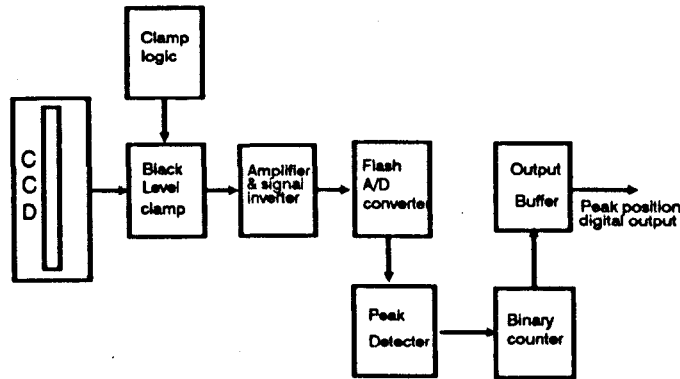 Clamp
logic
C
C
D
Black
Level
clamp
Amplifier
& signal
inverter
Flash
A/D
converter
Output
Buffer
Peak position
digital output
Peak
Detecter
Binary
counter